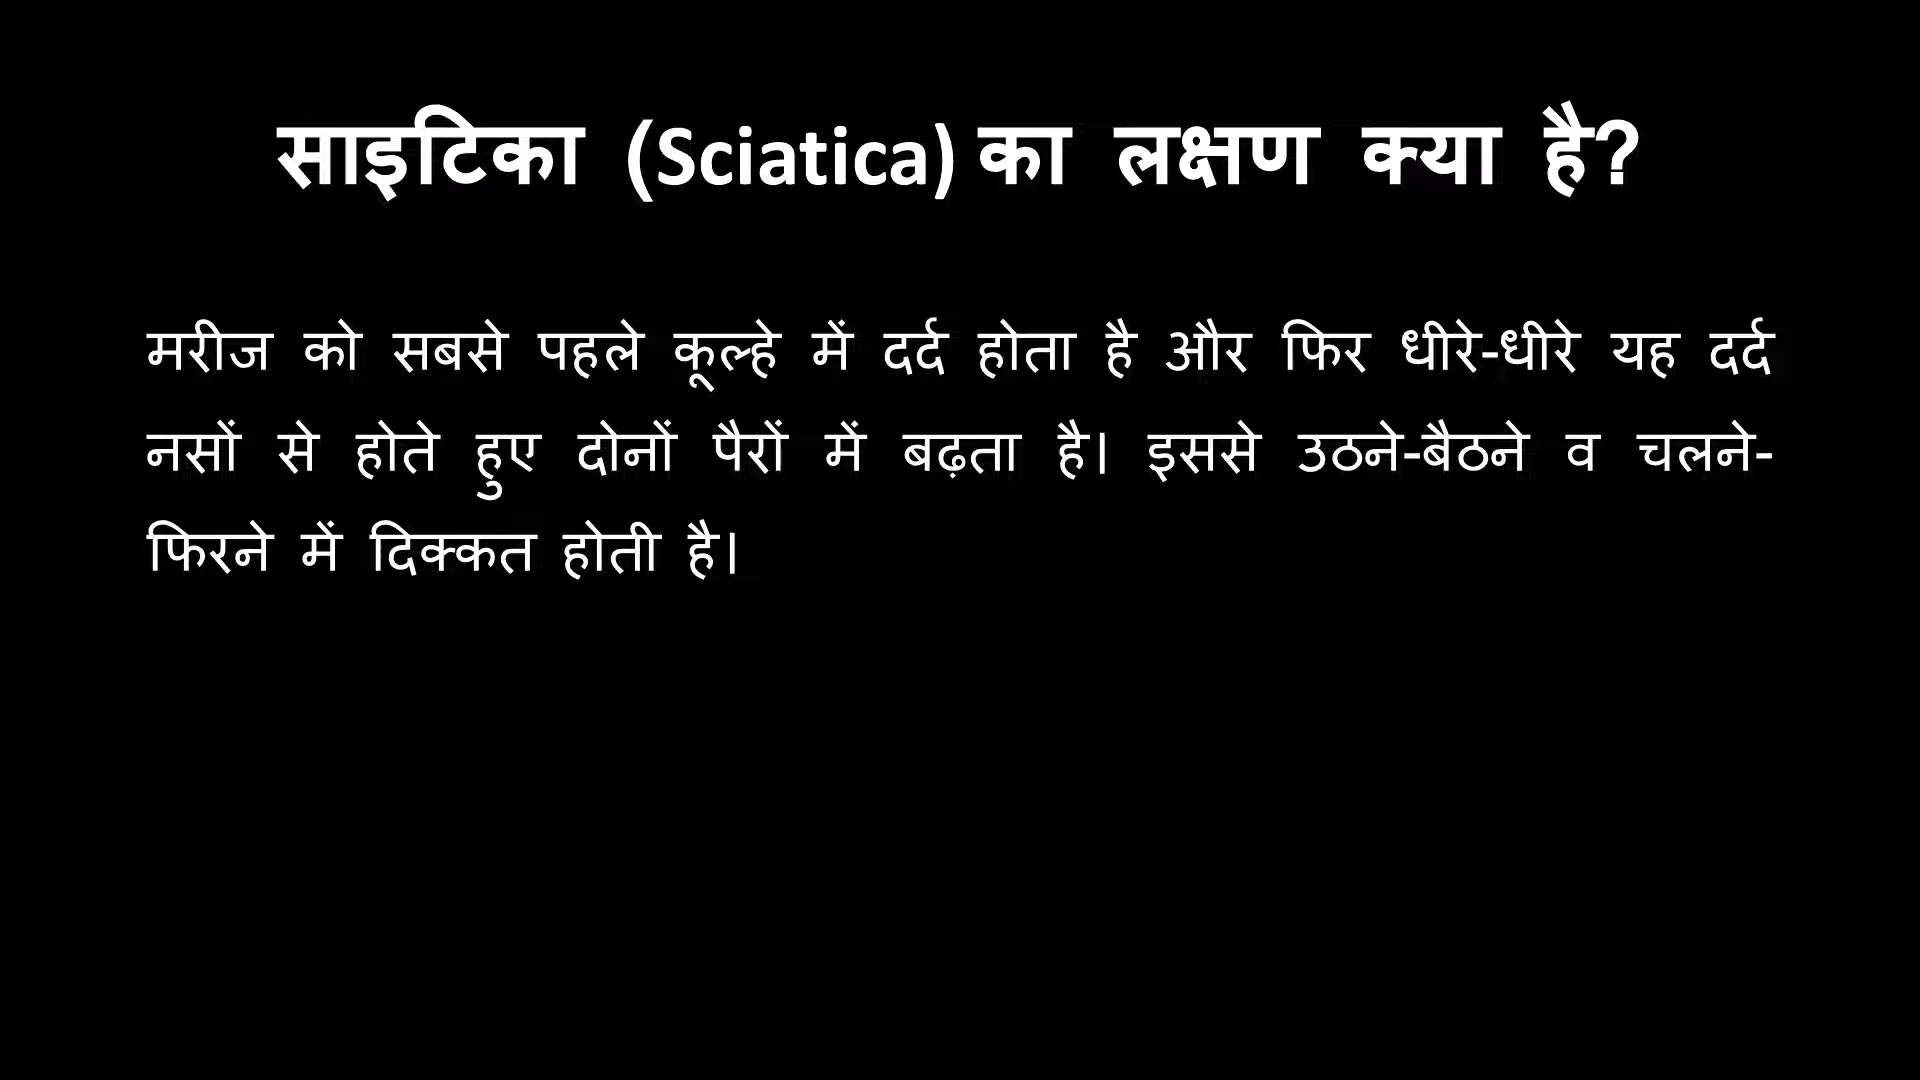 साइटिका (Sciatica) का लक्षण क्या है?
मरीज को सबसे पहले कूल्हे में दर्द होता है और फिर धीरे-धीरे यह दर्द
नसों से होते हुए दोनों पैरों में बढ़ता है। इससे उठने-बैठने व चलने-
फिरने में दिक्कत होती है।